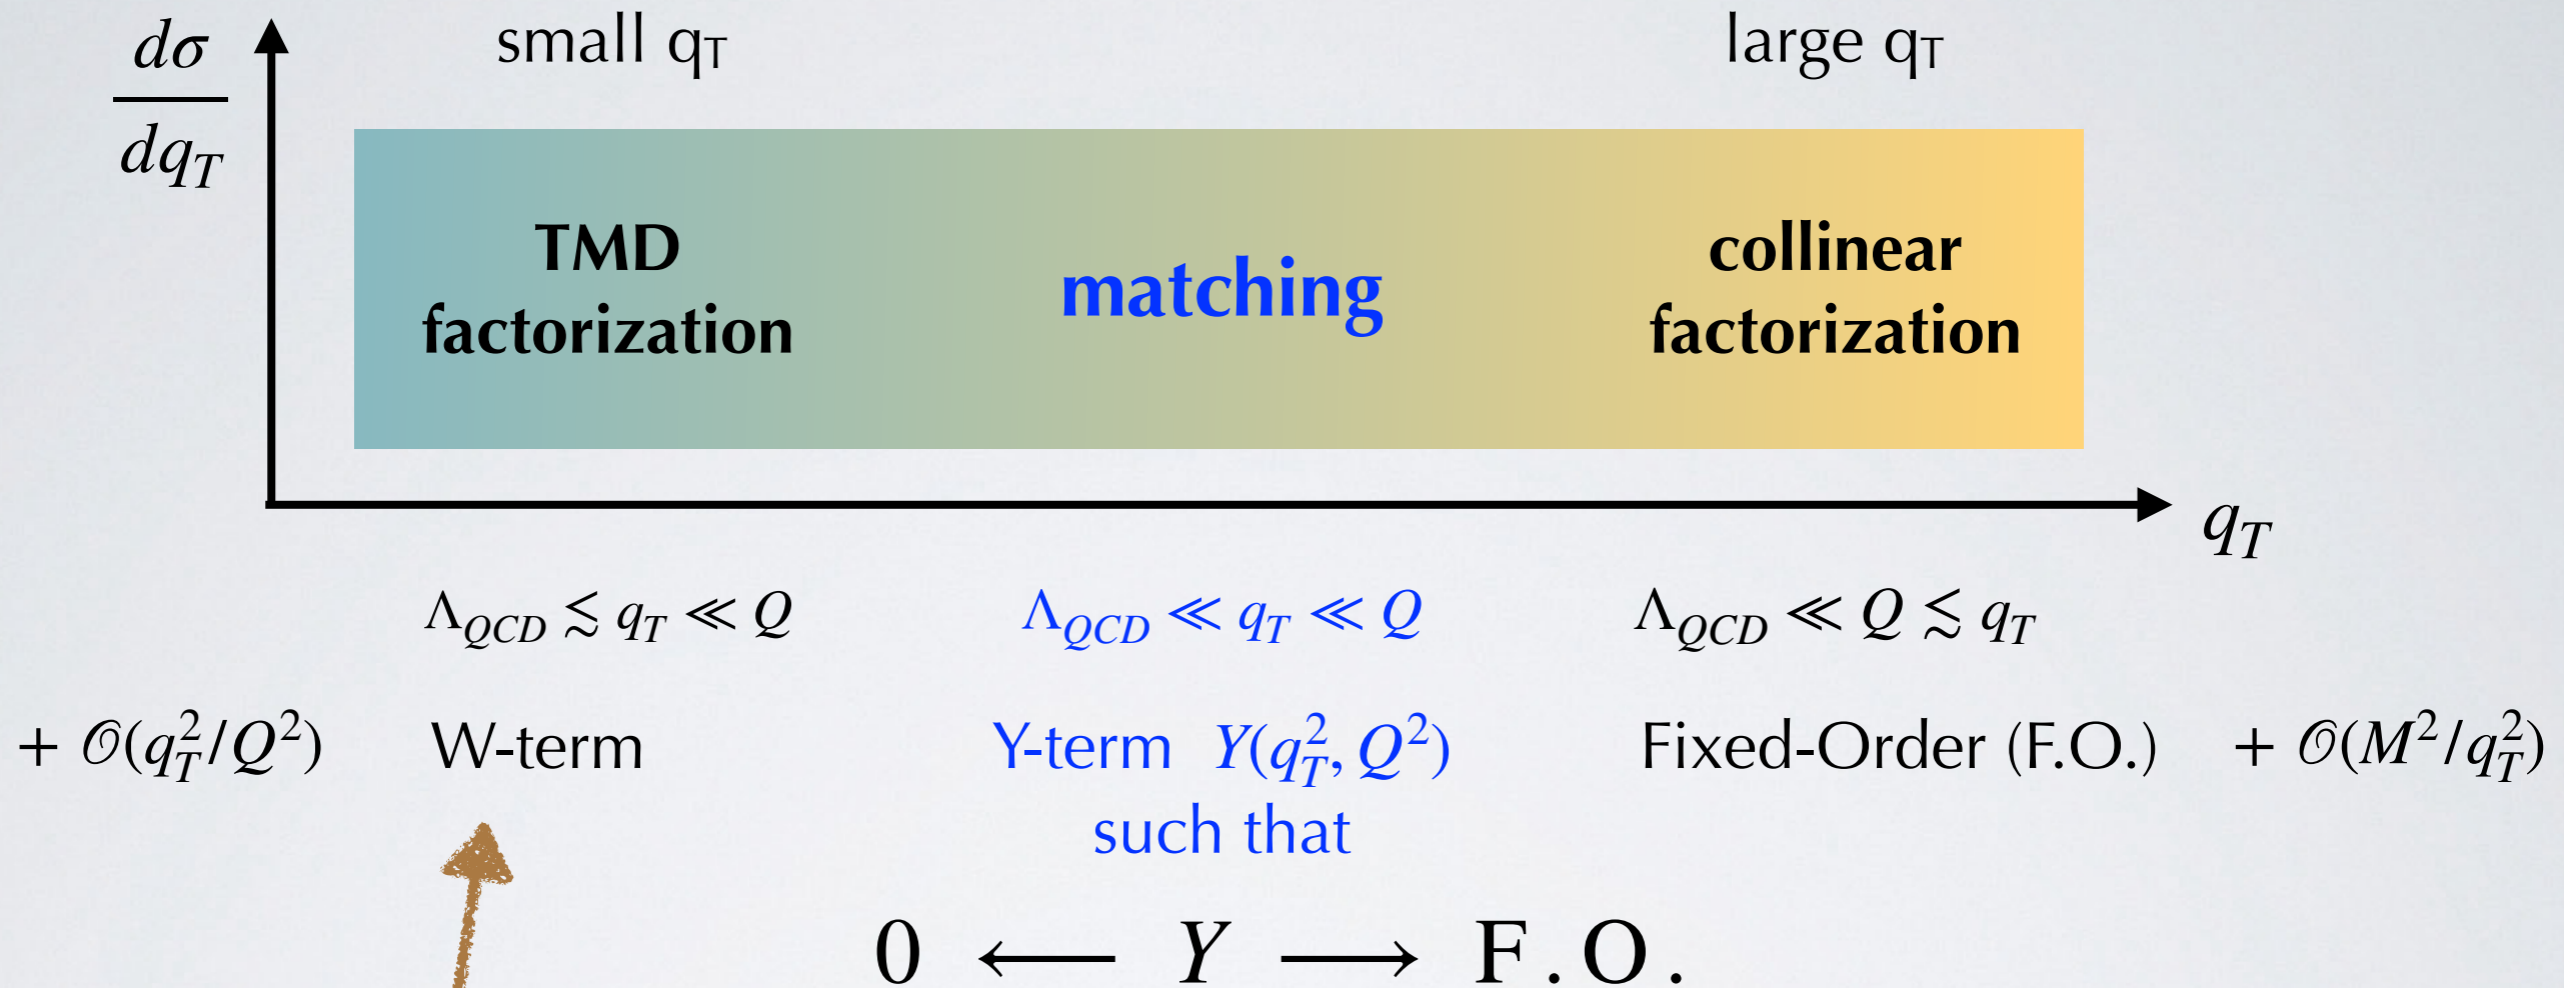 dσ
dq_T
small q_T
large q_T
TMD
factorization
matching
collinear
factorization
q_T
Λ_QCD ≲ q_T ≪ Q
Λ_QCD ≪ q_T ≪ Q
Λ_QCD ≪ Q ≲ q_T
+ 𝒪(q_T^2/Q^2)
W-term
Y-term Y(q_T^2, Q^2)
such that
Fixed-Order (F.O.)
+ 𝒪(M^2/q_T^2)
0 ⟵ Y ⟶ F.O.